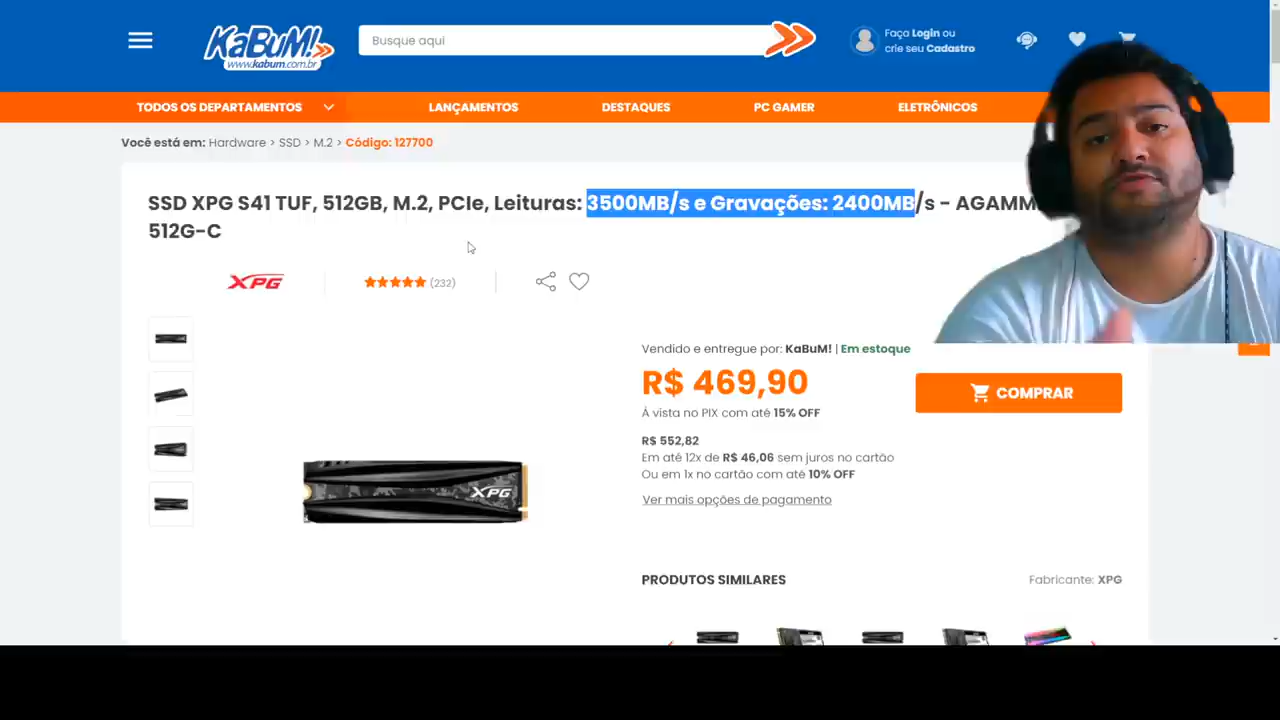 KaBuM!
www.kabum.com.br
Busque aqui
Faça Login ou
crie seu Cadastro
TODOS OS DEPARTAMENTOS
LANÇAMENTOS
DESTAQUES
PC GAMER
ELETRÔNICOS
Você está em: Hardware > SSD > M.2 > Código: 127700
SSD XPG S41 TUF, 512GB, M.2, PCIe, Leituras: 3500MB/s e Gravações: 2400MB/s - AGAMM
512G-C
XPG
(232)
XPG
Vendido e entregue por: KaBuM! | Em estoque
R$ 469,90
COMPRAR
À vista no PIX com até 15% OFF
R$ 552,82
Em até 12x de R$ 46,06 sem juros no cartão
Ou em 1x no cartão com até 10% OFF
Ver mais opções de pagamento
PRODUTOS SIMILARES
Fabricante: XPG